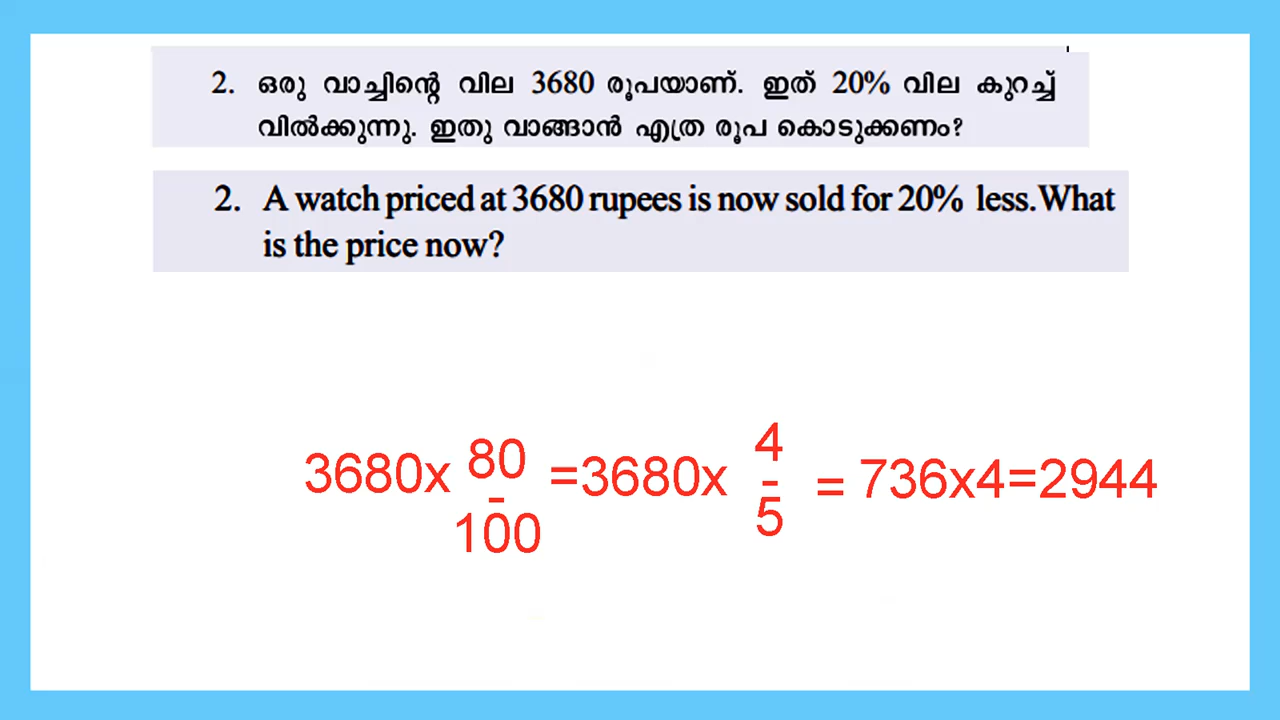 2. ഒരു വാച്ചിന്റെ വില 3680 രൂപയാണ്. ഇത് 20% വില കുറച്ച്
വിൽക്കുന്നു. ഇതു വാങ്ങാൻ എത്ര രൂപ കൊടുക്കണം?
2. A watch priced at 3680 rupees is now sold for 20% less.What
is the price now?
3680x 80/100 =3680x 4/5 = 736x4=2944